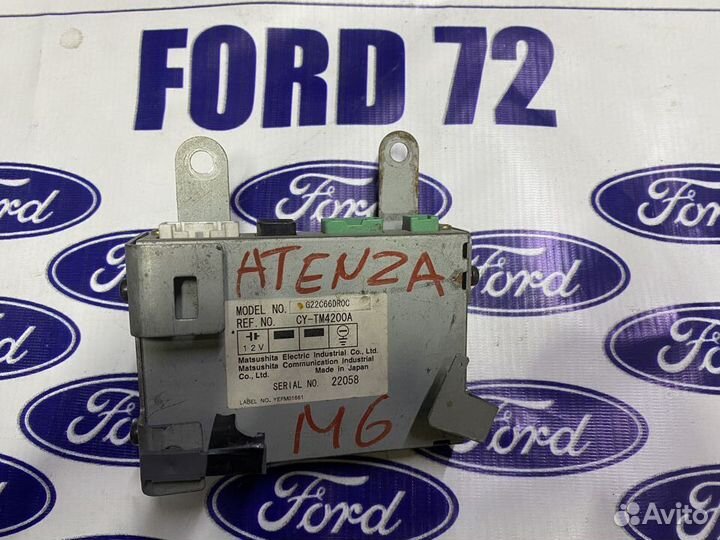 FORD 72
Ford
Ford
Ford
Ford
Ford
ATENZA
MODEL NO. G22C66DR0C
REF. NO. CY-TM4200A
12V
Matsushita Electric Industrial Co., Ltd.
Matsushita Communication Industrial
Co., Ltd. Made in Japan
SERIAL NO. 22058
LABEL NO. YEFM01661
M6
Ford
Ford
Ford
Ford
Ford
Avito